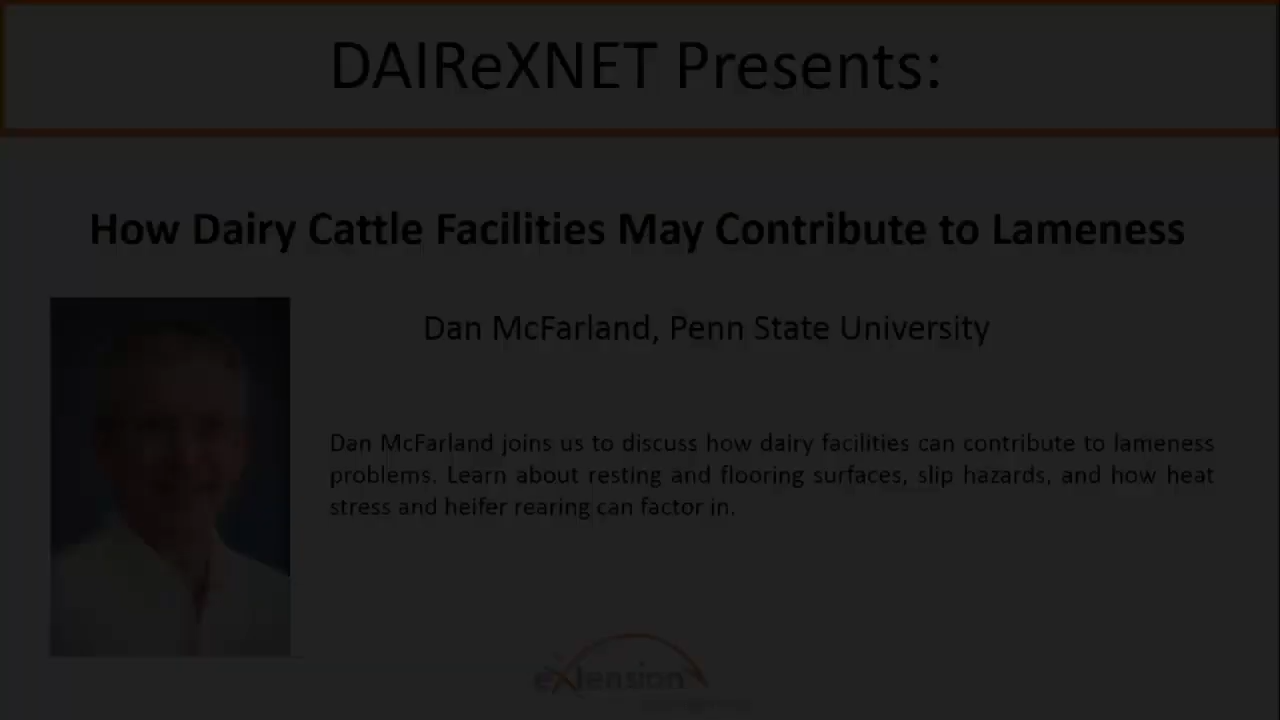 DAIReXNET Presents:
How Dairy Cattle Facilities May Contribute to Lameness
Dan McFarland, Penn State University
Dan McFarland joins us to discuss how dairy facilities can contribute to lameness
problems. Learn about resting and flooring surfaces, slip hazards, and how heat
stress and heifer rearing can factor in.
eXtension